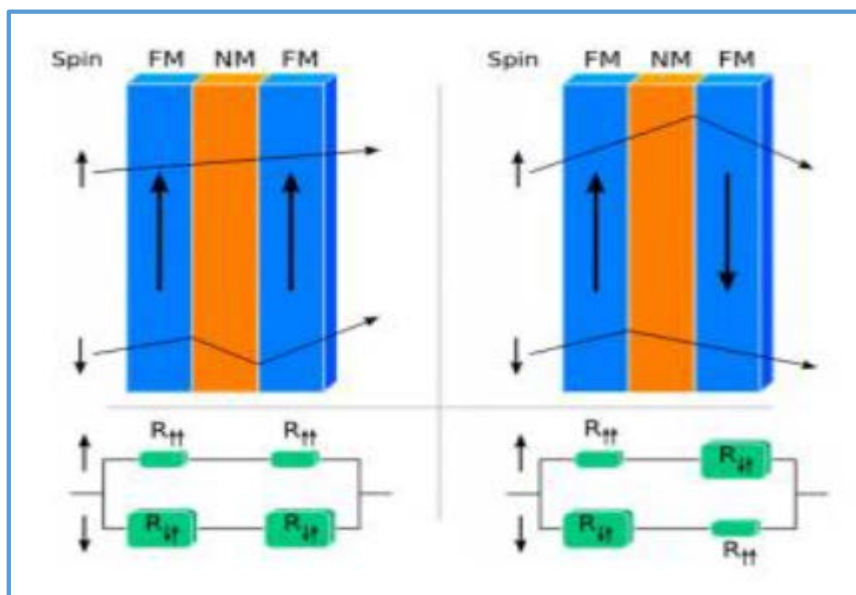 Spin FM NM FM
Spin FM NM FM
R↑↑ R↑↑
R↓↑ R↓↑
R↑↑ R↓↑
R↓↑ R↑↑